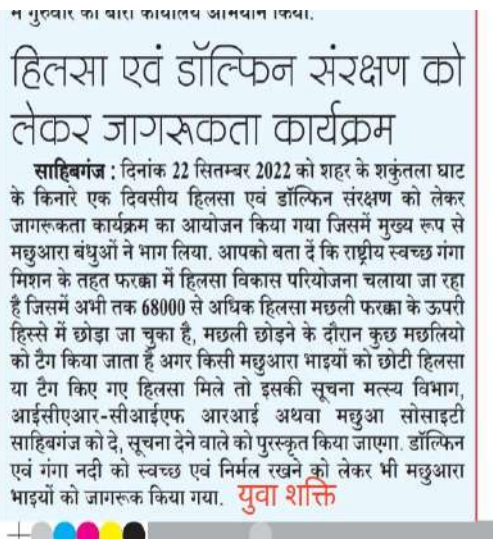 में गुरुवार को बीारा कार्यालय अभियान किया.
हिलसा एवं डॉल्फिन संरक्षण को
लेकर जागरूकता कार्यक्रम
साहिबगंज : दिनांक 22 सितम्बर 2022 को शहर के शकुंतला घाट
के किनारे एक दिवसीय हिलसा एवं डॉल्फिन संरक्षण को लेकर
जागरूकता कार्यक्रम का आयोजन किया गया जिसमें मुख्य रूप से
मछुआरा बंधुओं ने भाग लिया. आपको बता दें कि राष्ट्रीय स्वच्छ गंगा
मिशन के तहत फरक्का में हिलसा विकास परियोजना चलाया जा रहा
है जिसमें अभी तक 68000 से अधिक हिलसा मछली फरक्का के ऊपरी
हिस्से में छोड़ा जा चुका है, मछली छोड़ने के दौरान कुछ मछलियो
को टैग किया जाता हैं अगर किसी मछुआरा भाइयों को छोटी हिलसा
या टैग किए गए हिलसा मिले तो इसकी सूचना मत्स्य विभाग,
आईसीएआर-सीआईएफ आरआई अथवा मछुआ सोसाइटी
साहिबगंज को दे, सूचना देने वाले को पुरस्कृत किया जाएगा. डॉल्फिन
एवं गंगा नदी को स्वच्छ एवं निर्मल रखने को लेकर भी मछुआरा
भाइयों को जागरूक किया गया. युवा शक्ति